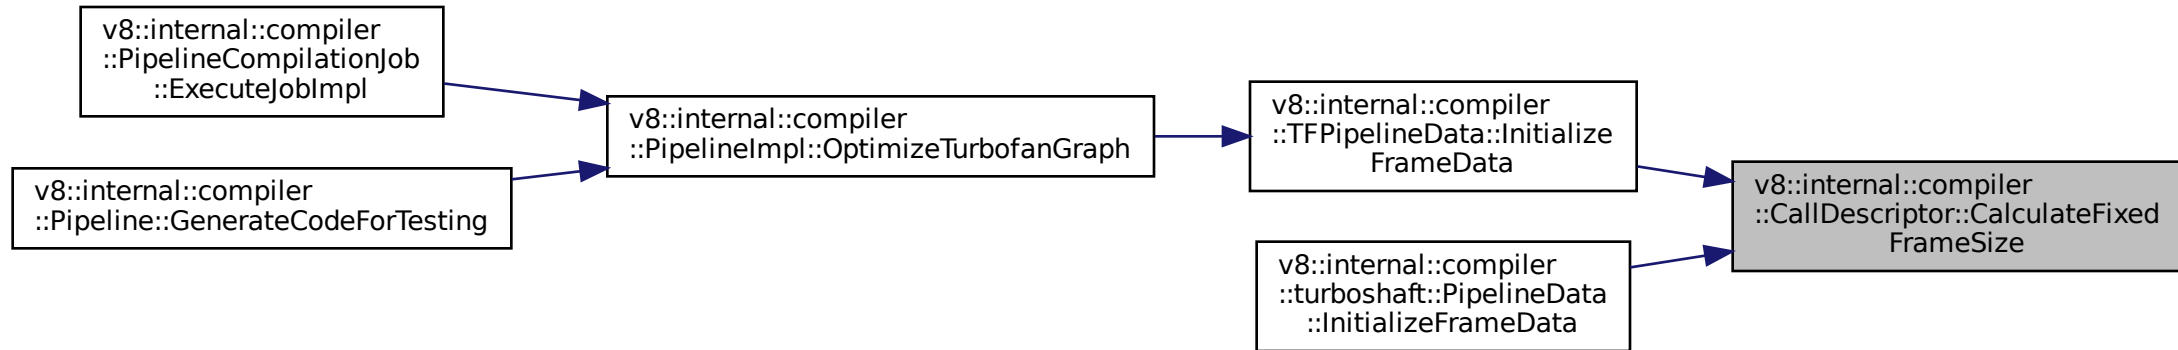 v8::internal::compiler
::PipelineCompilationJob
::ExecuteJobImpl
v8::internal::compiler
::Pipeline::GenerateCodeForTesting
v8::internal::compiler
::PipelineImpl::OptimizeTurbofanGraph
v8::internal::compiler
::TFPipelineData::Initialize
FrameData
v8::internal::compiler
::turboshaft::PipelineData
::InitializeFrameData
v8::internal::compiler
::CallDescriptor::CalculateFixed
FrameSize